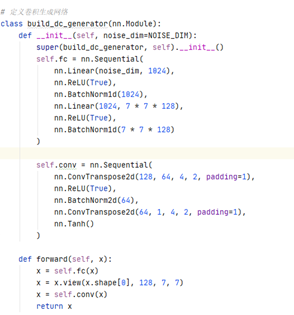 # 定义卷积生成网络
class build_dc_generator(nn.Module):
    def __init__(self, noise_dim=NOISE_DIM):
        super(build_dc_generator, self).__init__()
        self.fc = nn.Sequential(
            nn.Linear(noise_dim, 1024),
            nn.ReLU(True),
            nn.BatchNorm1d(1024),
            nn.Linear(1024, 7 * 7 * 128),
            nn.ReLU(True),
            nn.BatchNorm1d(7 * 7 * 128)
        )
        self.conv = nn.Sequential(
            nn.ConvTranspose2d(128, 64, 4, 2, padding=1),
            nn.ReLU(True),
            nn.BatchNorm2d(64),
            nn.ConvTranspose2d(64, 1, 4, 2, padding=1),
            nn.Tanh()
        )
    def forward(self, x):
        x = self.fc(x)
        x = x.view(x.shape[0], 128, 7, 7)
        x = self.conv(x)
        return x